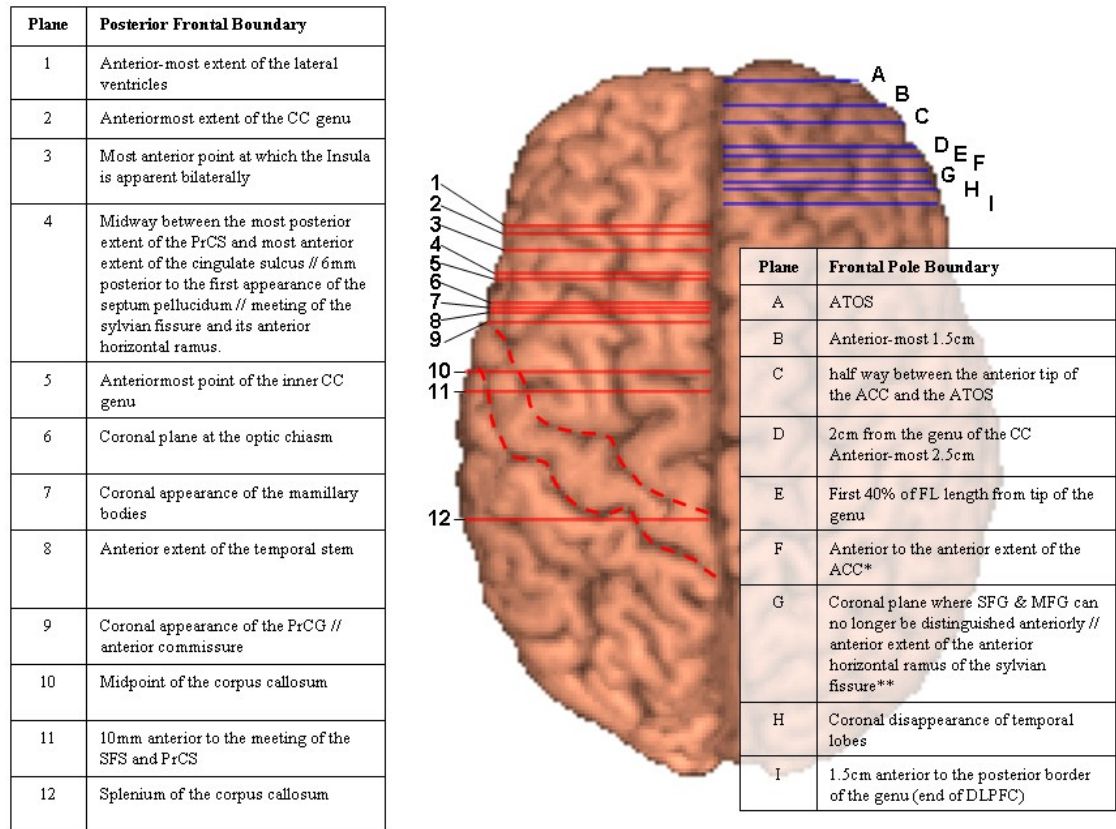 Plane Posterior Frontal Boundary
1 Anterior-most extent of the lateral
ventricles
2 Anteriormost extent of the CC genu
3 Most anterior point at which the Insula
is apparent bilaterally
4 Midway between the most posterior
extent of the PrCS and most anterior
extent of the cingulate sulcus // 6mm
posterior to the first appearance of the
septum pellucidum // meeting of the
sylvian fissure and its anterior
horizontal ramus.
5 Anteriormost point of the inner CC
genu
6 Coronal plane at the optic chiasm
7 Coronal appearance of the mamillary
bodies
8 Anterior extent of the temporal stem
9 Coronal appearance of the PrCG //
anterior commissure
10 Midpoint of the corpus callosum
11 10mm anterior to the meeting of the
SFS and PrCS
12 Splenium of the corpus callosum
1
2
3
4
5
6
7
8
9
10
11
12
A
B
C
D
E
F
G
H
I
Plane Frontal Pole Boundary
A ATOS
B Anterior-most 1.5cm
C half way between the anterior tip of
the ACC and the ATOS
D 2cm from the genu of the CC
Anterior-most 2.5cm
E First 40% of FL length from tip of the
genu
F Anterior to the anterior extent of the
ACC*
G Coronal plane where SFG & MFG can
no longer be distinguished anteriorly //
anterior extent of the anterior
horizontal ramus of the sylvian
fissure**
H Coronal disappearance of temporal
lobes
I 1.5cm anterior to the posterior border
of the genu (end of DLPFC)